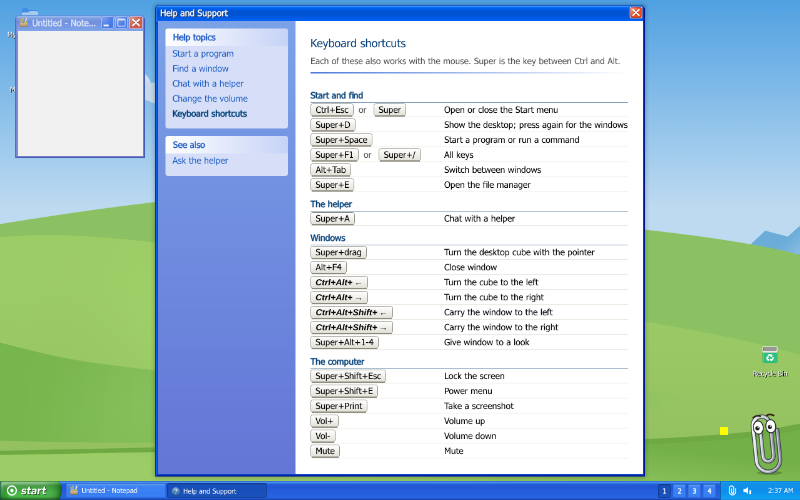 Untitled - Note...
Help and Support
Help topics
Start a program
Find a window
Chat with a helper
Change the volume
Keyboard shortcuts
See also
Ask the helper
Keyboard shortcuts
Each of these also works with the mouse. Super is the key between Ctrl and Alt.
Start and find
Ctrl+Esc or Super Open or close the Start menu
Super+D Show the desktop; press again for the windows
Super+Space Start a program or run a command
Super+F1 or Super+/ All keys
Alt+Tab Switch between windows
Super+E Open the file manager
The helper
Super+A Chat with a helper
Windows
Super+drag Turn the desktop cube with the pointer
Alt+F4 Close window
Ctrl+Alt+ ← Turn the cube to the left
Ctrl+Alt+ → Turn the cube to the right
Ctrl+Alt+Shift+ ← Carry the window to the left
Ctrl+Alt+Shift+ → Carry the window to the right
Super+Alt+1-4 Give window to a look
The computer
Super+Shift+Esc Lock the screen
Super+Shift+E Power menu
Super+Print Take a screenshot
Vol+ Volume up
Vol- Volume down
Mute Mute
Recycle Bin
start Untitled - Notepad Help and Support 1 2 3 4 2:37 AM